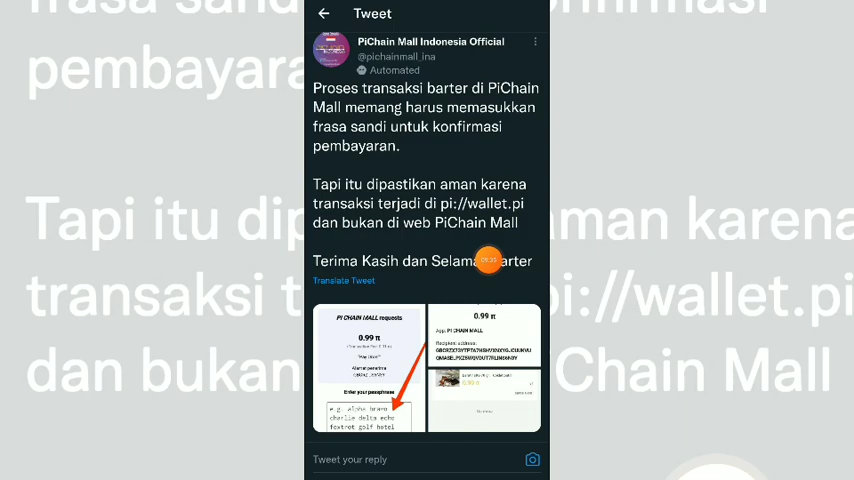 Tweet
PiChain Mall Indonesia Official
@pichainmall_ina
Automated
Proses transaksi barter di PiChain
Mall memang harus memasukkan
frasa sandi untuk konfirmasi
pembayaran.
Tapi itu dipastikan aman karena
transaksi terjadi di pi://wallet.pi
dan bukan di web PiChain Mall
Terima Kasih dan Selama arter
Translate Tweet
PI CHAIN MALL requests
0.99 π
Enter your passphrase
e.g. alpha bravo
charlie delta echo
foxtrot golf hotel
0.99 π
App: PI CHAIN MALL
Recipient address:
Tweet your reply
pembayara
Tapi itu dip
aman karena
transaksi t
pi://wallet.pi
dan bukan
Chain Mall